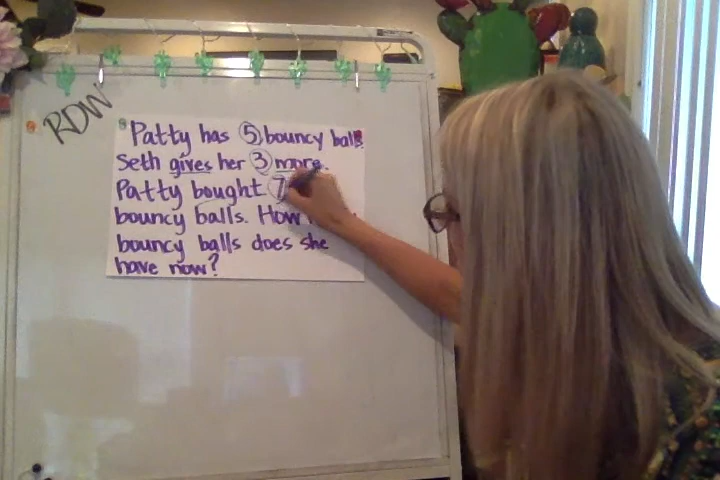 RDW
Patty has 5 bouncy balls.
Seth gives her 3 more.
Patty bought 7
bouncy balls. How
bouncy balls does she
have now?